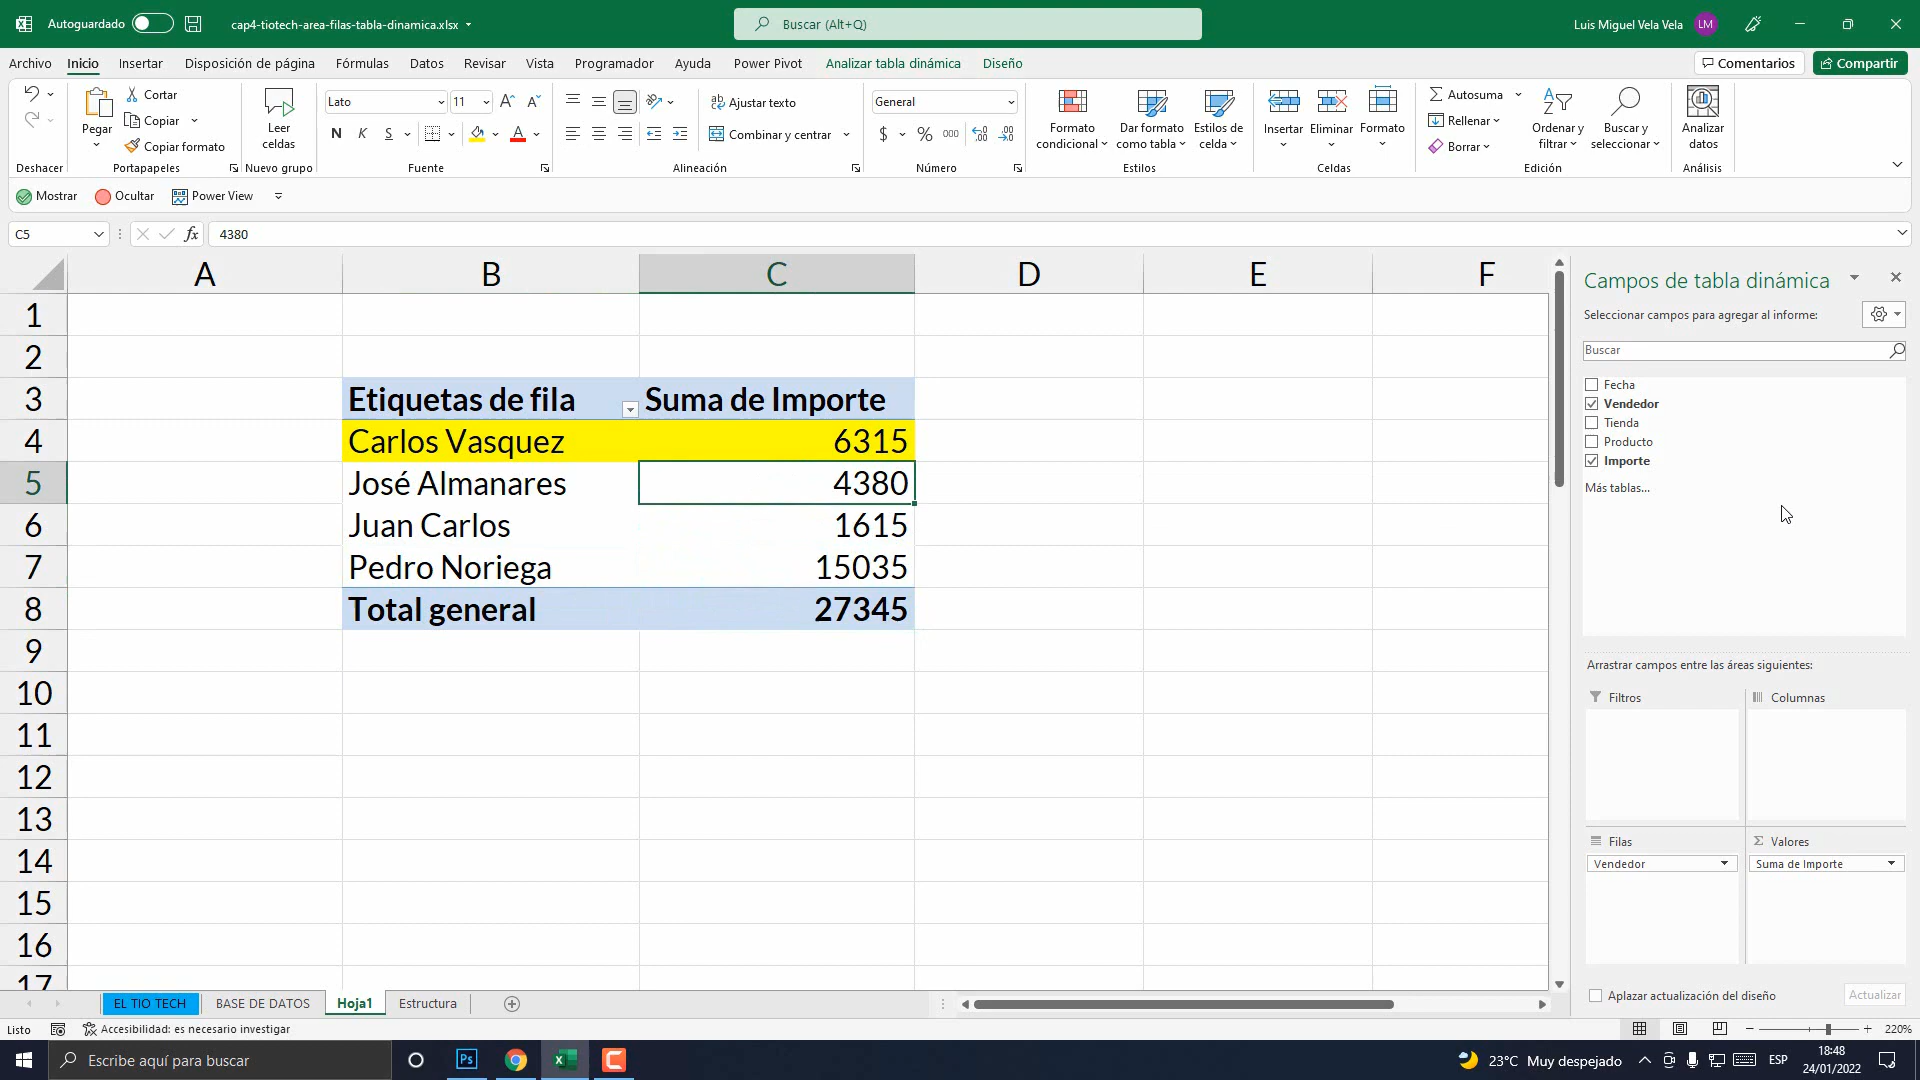 Autoguardado
cap4-tiotech-area-filas-tabla-dinamica.xlsx
Buscar (Alt+Q)
Luis Miguel Vela Vela LM
Archivo Inicio Insertar Disposición de página Fórmulas Datos Revisar Vista Programador Ayuda Power Pivot Analizar tabla dinámica Diseño
Comentarios Compartir
Pegar
Cortar
Copiar
Copiar formato
Leer celdas
Lato 11
N K S
Ajustar texto
Combinar y centrar
General
$ % 000
Formato condicional
Dar formato como tabla
Estilos de celda
Insertar Eliminar Formato
Autosuma
Rellenar
Borrar
Ordenar y filtrar
Buscar y seleccionar
Analizar datos
Deshacer Portapapeles Nuevo grupo Fuente Alineación Número Estilos Celdas Edición Análisis
Mostrar Ocultar Power View
C5 fx 4380
A B C D E F
1
2
3 Etiquetas de fila Suma de Importe
4 Carlos Vasquez 6315
5 José Almanares 4380
6 Juan Carlos 1615
7 Pedro Noriega 15035
8 Total general 27345
9
10
11
12
13
14
15
16
17
Campos de tabla dinámica
Seleccionar campos para agregar al informe:
Buscar
Fecha
Vendedor
Tienda
Producto
Importe
Más tablas...
Arrastrar campos entre las áreas siguientes:
Filtros Columnas
Filas Valores
Vendedor Suma de Importe
Aplazar actualización del diseño Actualizar
EL TIO TECH BASE DE DATOS Hoja1 Estructura
Listo Accesibilidad: es necesario investigar 220%
Escribe aquí para buscar
Ps
23°C Muy despejado
ESP
18:48
24/01/2022